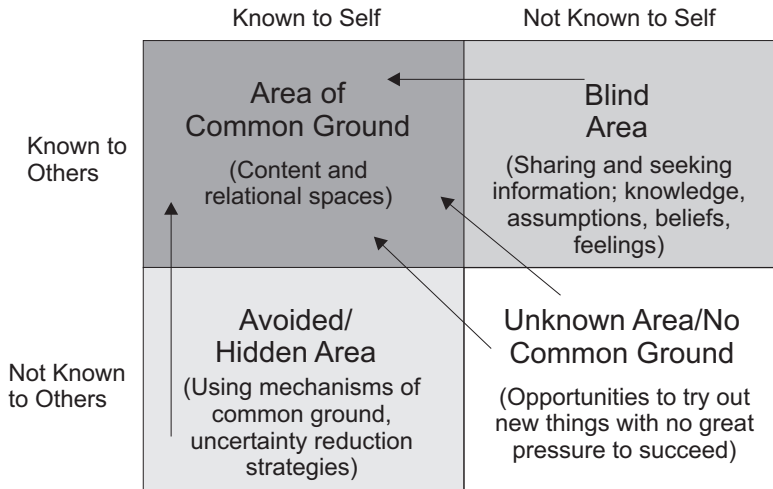 Known to Self
Not Known to Self
Known to
Others
Area of
Common Ground
(Content and
relational spaces)
Blind
Area
(Sharing and seeking
information; knowledge,
assumptions, beliefs,
feelings)
Not Known
to Others
Avoided/
Hidden Area
(Using mechanisms of
common ground,
uncertainty reduction
strategies)
Unknown Area/No
Common Ground
(Opportunities to try out
new things with no great
pressure to succeed)